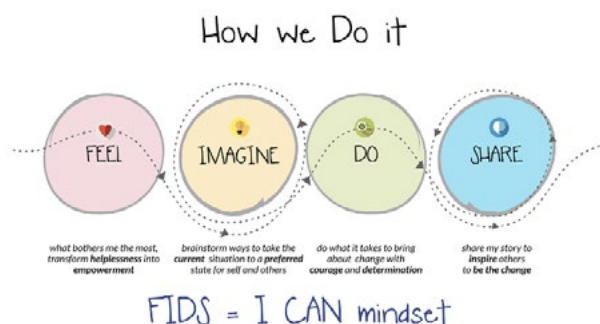 How we Do it
FEEL
IMAGINE
DO
SHARE
what bothers me the most,
transform helplessness into
empowerment
brainstorm ways to take the
current situation to a preferred
state for self and others
do what it takes to bring
about change with
courage and determination
share my story to
inspire others
to be the change
FIDS = I CAN mindset